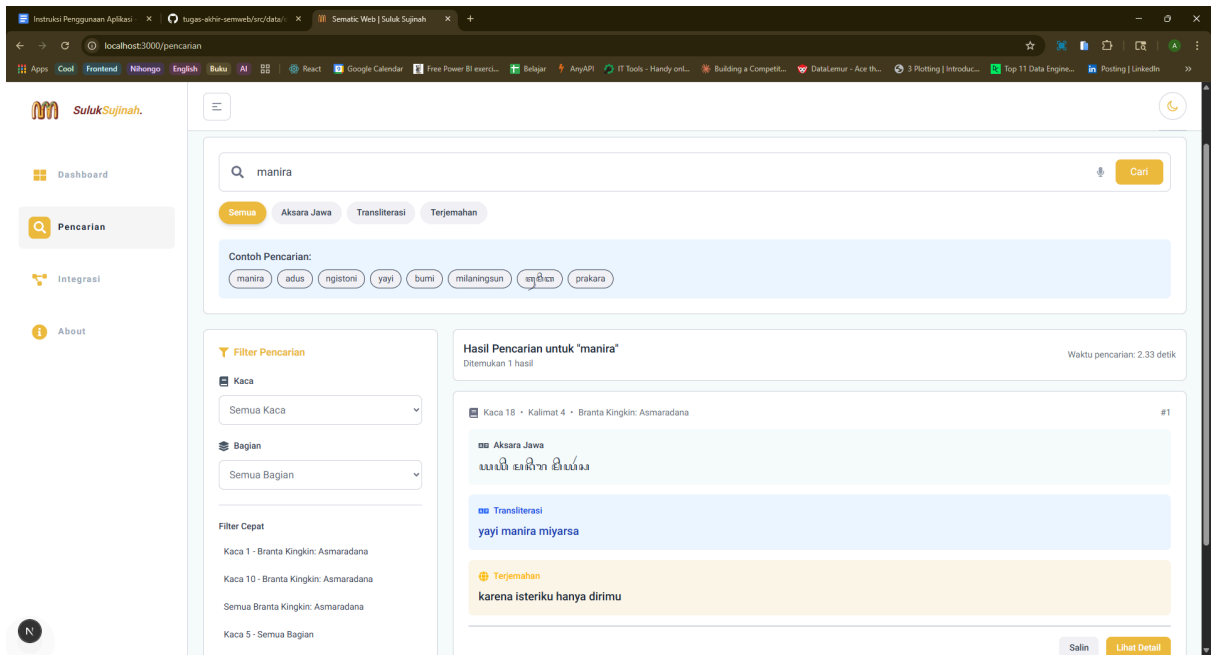 Instruksi Penggunaan Aplikasi
tugas-akhir-semweb/src/data/
Sematic Web | Suluk Sujinah
localhost:3000/pencarian
Apps Cool Frontend Nihongo English Buku AI React Google Calendar Free Power BI exerci... Belajar AnyAPI IT Tools - Handy onl... Building a Competit... DataLemur - Ace th... 3 Plotting | Introduc... Top 11 Data Engine... Posting | LinkedIn
SulukSujinah.
Dashboard
Pencarian
Integrasi
About
manira
Cari
Semua Aksara Jawa Transliterasi Terjemahan
Contoh Pencarian:
manira adus ngistoni yayi bumi milaningsun prakara
Filter Pencarian
Kaca
Semua Kaca
Bagian
Semua Bagian
Filter Cepat
Kaca 1 - Branta Kingkin: Asmaradana
Kaca 10 - Branta Kingkin: Asmaradana
Semua Branta Kingkin: Asmaradana
Kaca 5 - Semua Bagian
Hasil Pencarian untuk "manira"
Ditemukan 1 hasil
Waktu pencarian: 2.33 detik
Kaca 18 • Kalimat 4 • Branta Kingkin: Asmaradana
#1
Aksara Jawa
Transliterasi
yayi manira miyarsa
Terjemahan
karena isteriku hanya dirimu
Salin Lihat Detail
N